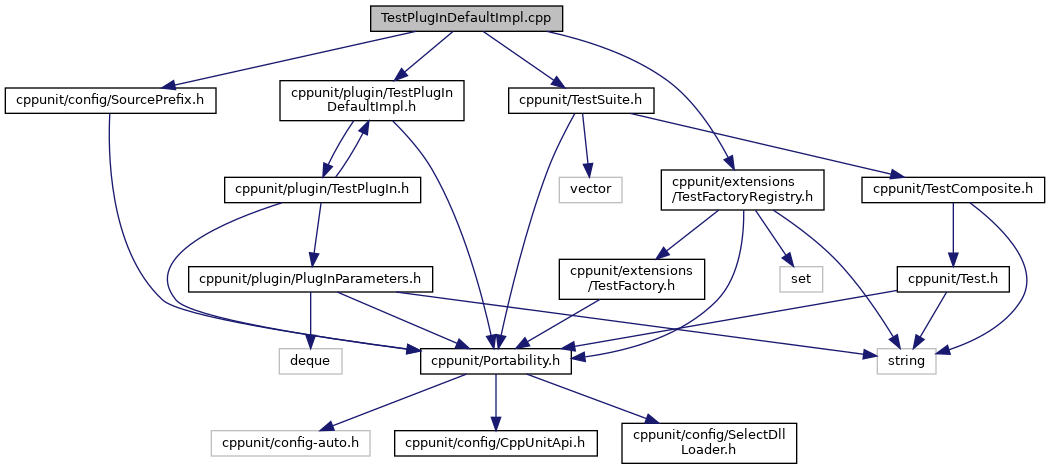 TestPlugInDefaultImpl.cpp
cppunit/config/SourcePrefix.h
cppunit/plugin/TestPlugIn
DefaultImpl.h
cppunit/TestSuite.h
cppunit/plugin/TestPlugIn.h
vector
cppunit/extensions
/TestFactoryRegistry.h
cppunit/TestComposite.h
cppunit/plugin/PlugInParameters.h
cppunit/extensions
/TestFactory.h
set
cppunit/Test.h
deque
cppunit/Portability.h
string
cppunit/config-auto.h
cppunit/config/CppUnitApi.h
cppunit/config/SelectDll
Loader.h